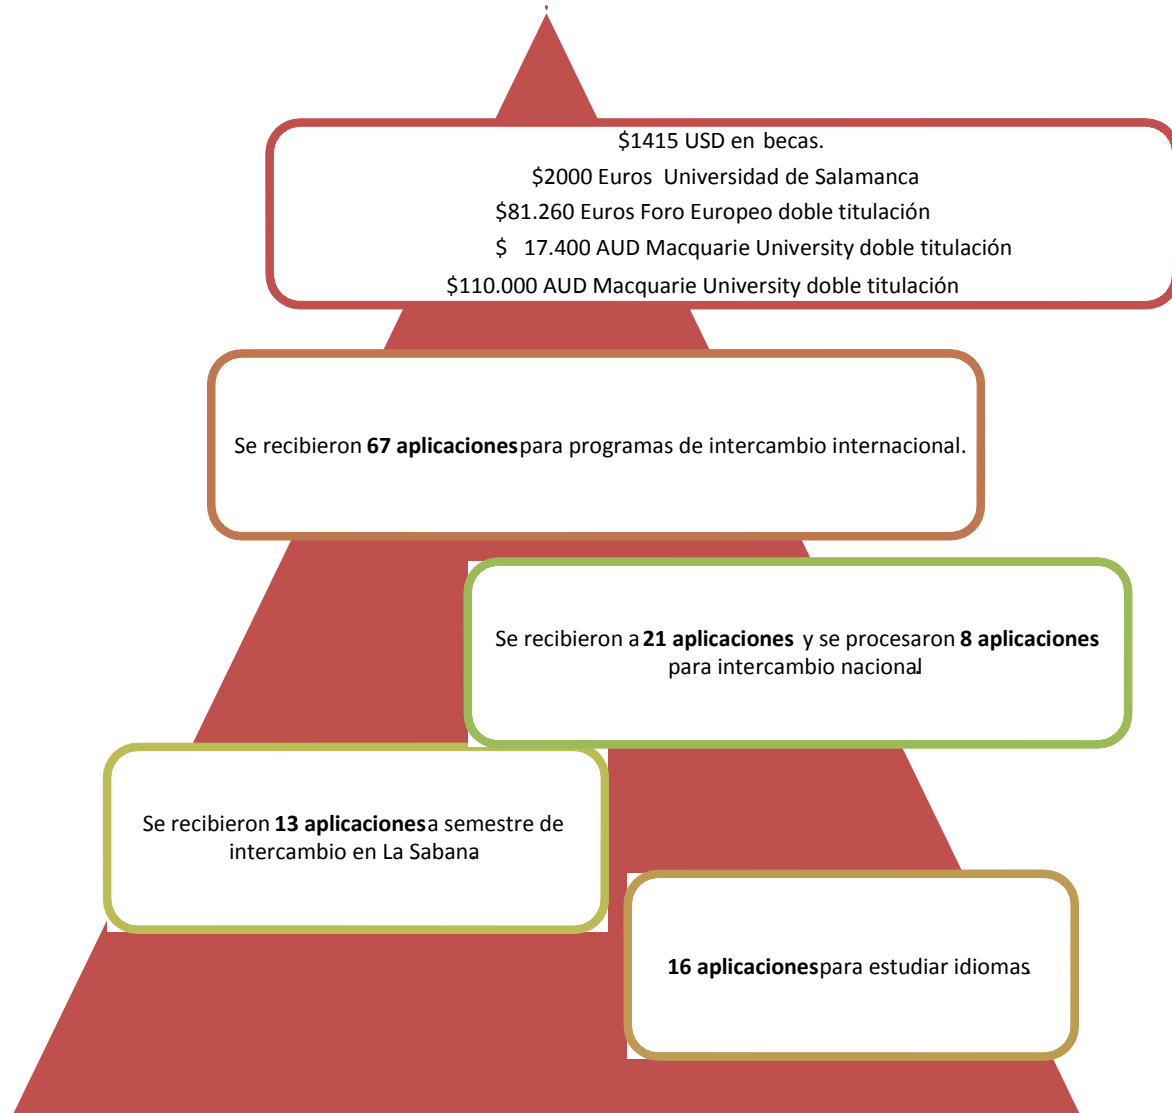 $1415 USD en becas.
$2000 Euros Universidad de Salamanca
$81.260 Euros Foro Europeo doble titulación
$ 17.400 AUD Macquarie University doble titulación
$110.000 AUD Macquarie University doble titulación
Se recibieron 67 aplicaciones para programas de intercambio internacional.
Se recibieron a 21 aplicaciones y se procesaron 8 aplicaciones
para intercambio nacional.
Se recibieron 13 aplicaciones a semestre de
intercambio en La Sabana.
16 aplicaciones para estudiar idiomas.